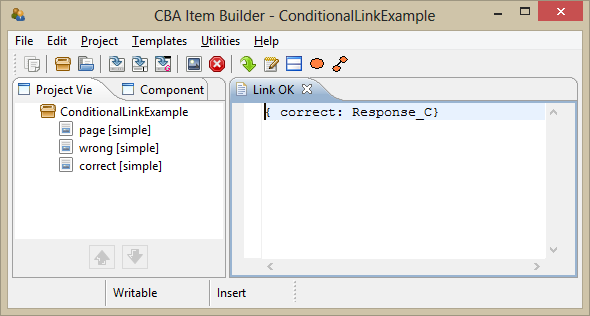 CBA Item Builder - ConditionalLinkExample
File Edit Project Templates Utilities Help
Project Vie Component
Link OK
ConditionalLinkExample
page [simple]
wrong [simple]
correct [simple]
{ correct: Response_C}
Writable Insert